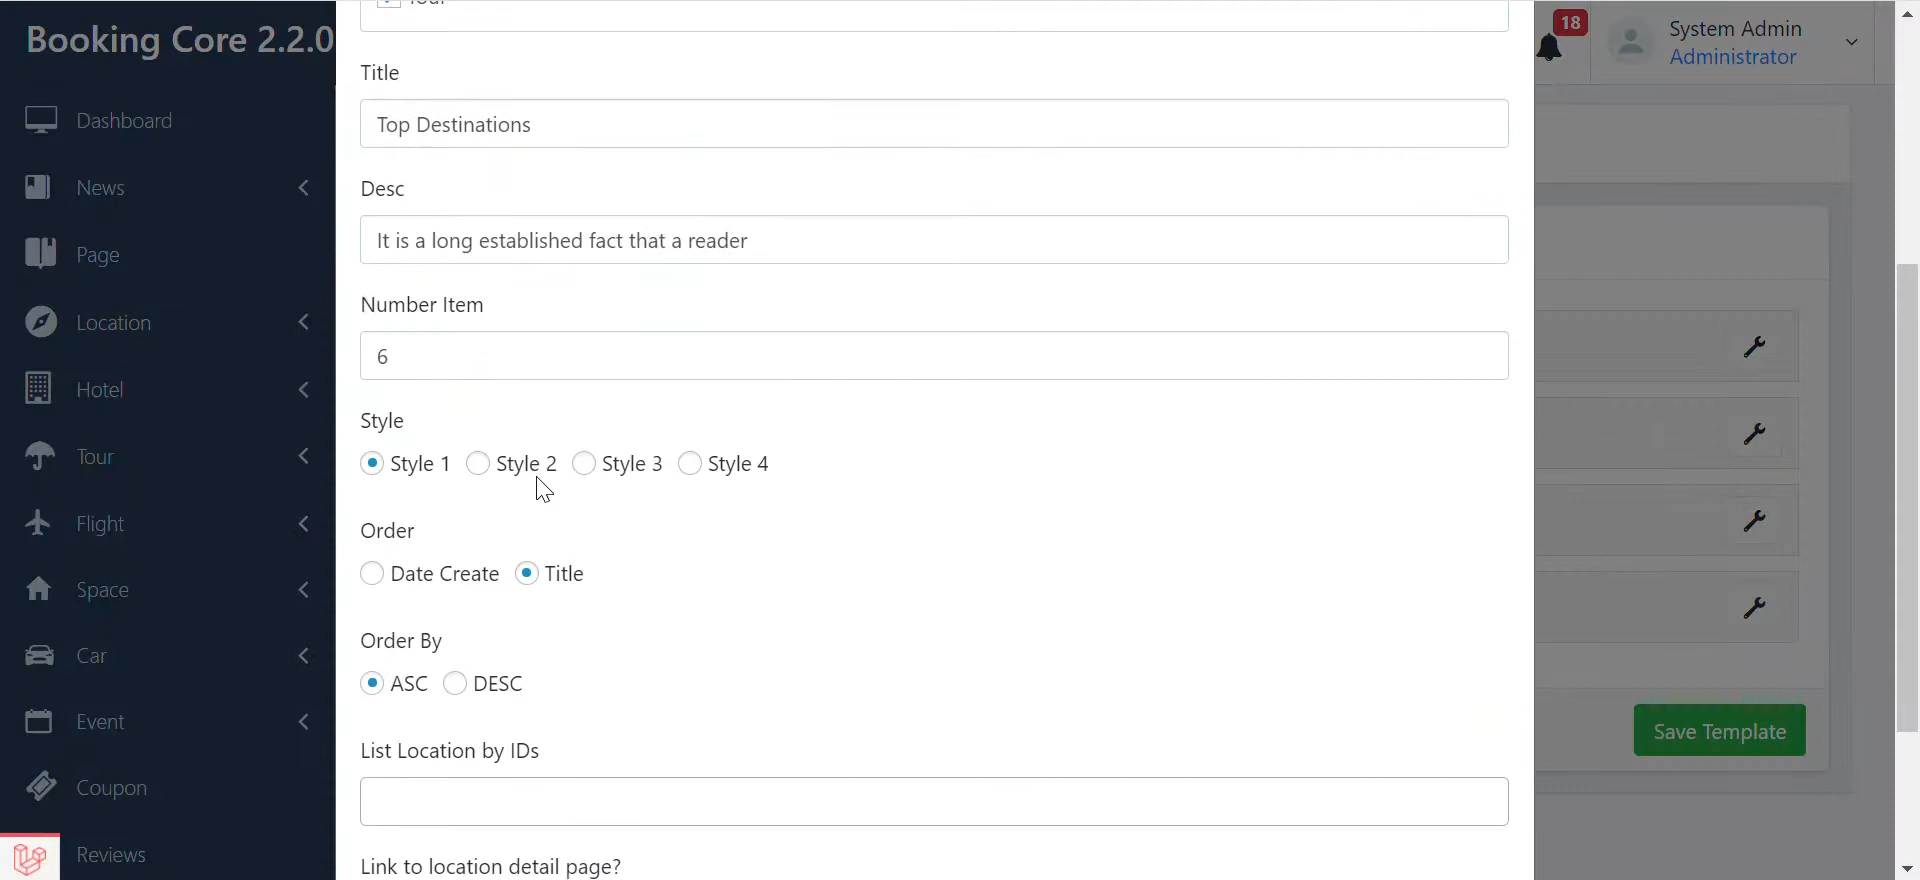 Booking Core 2.2.0
18
System Admin
Administrator
Dashboard
News
Page
Location
Hotel
Tour
Flight
Space
Car
Event
Coupon
Reviews
Tour
Title
Top Destinations
Desc
It is a long established fact that a reader
Number Item
6
Style
Style 1 Style 2 Style 3 Style 4
Order
Date Create Title
Order By
ASC DESC
List Location by IDs
Link to location detail page?
Save Template